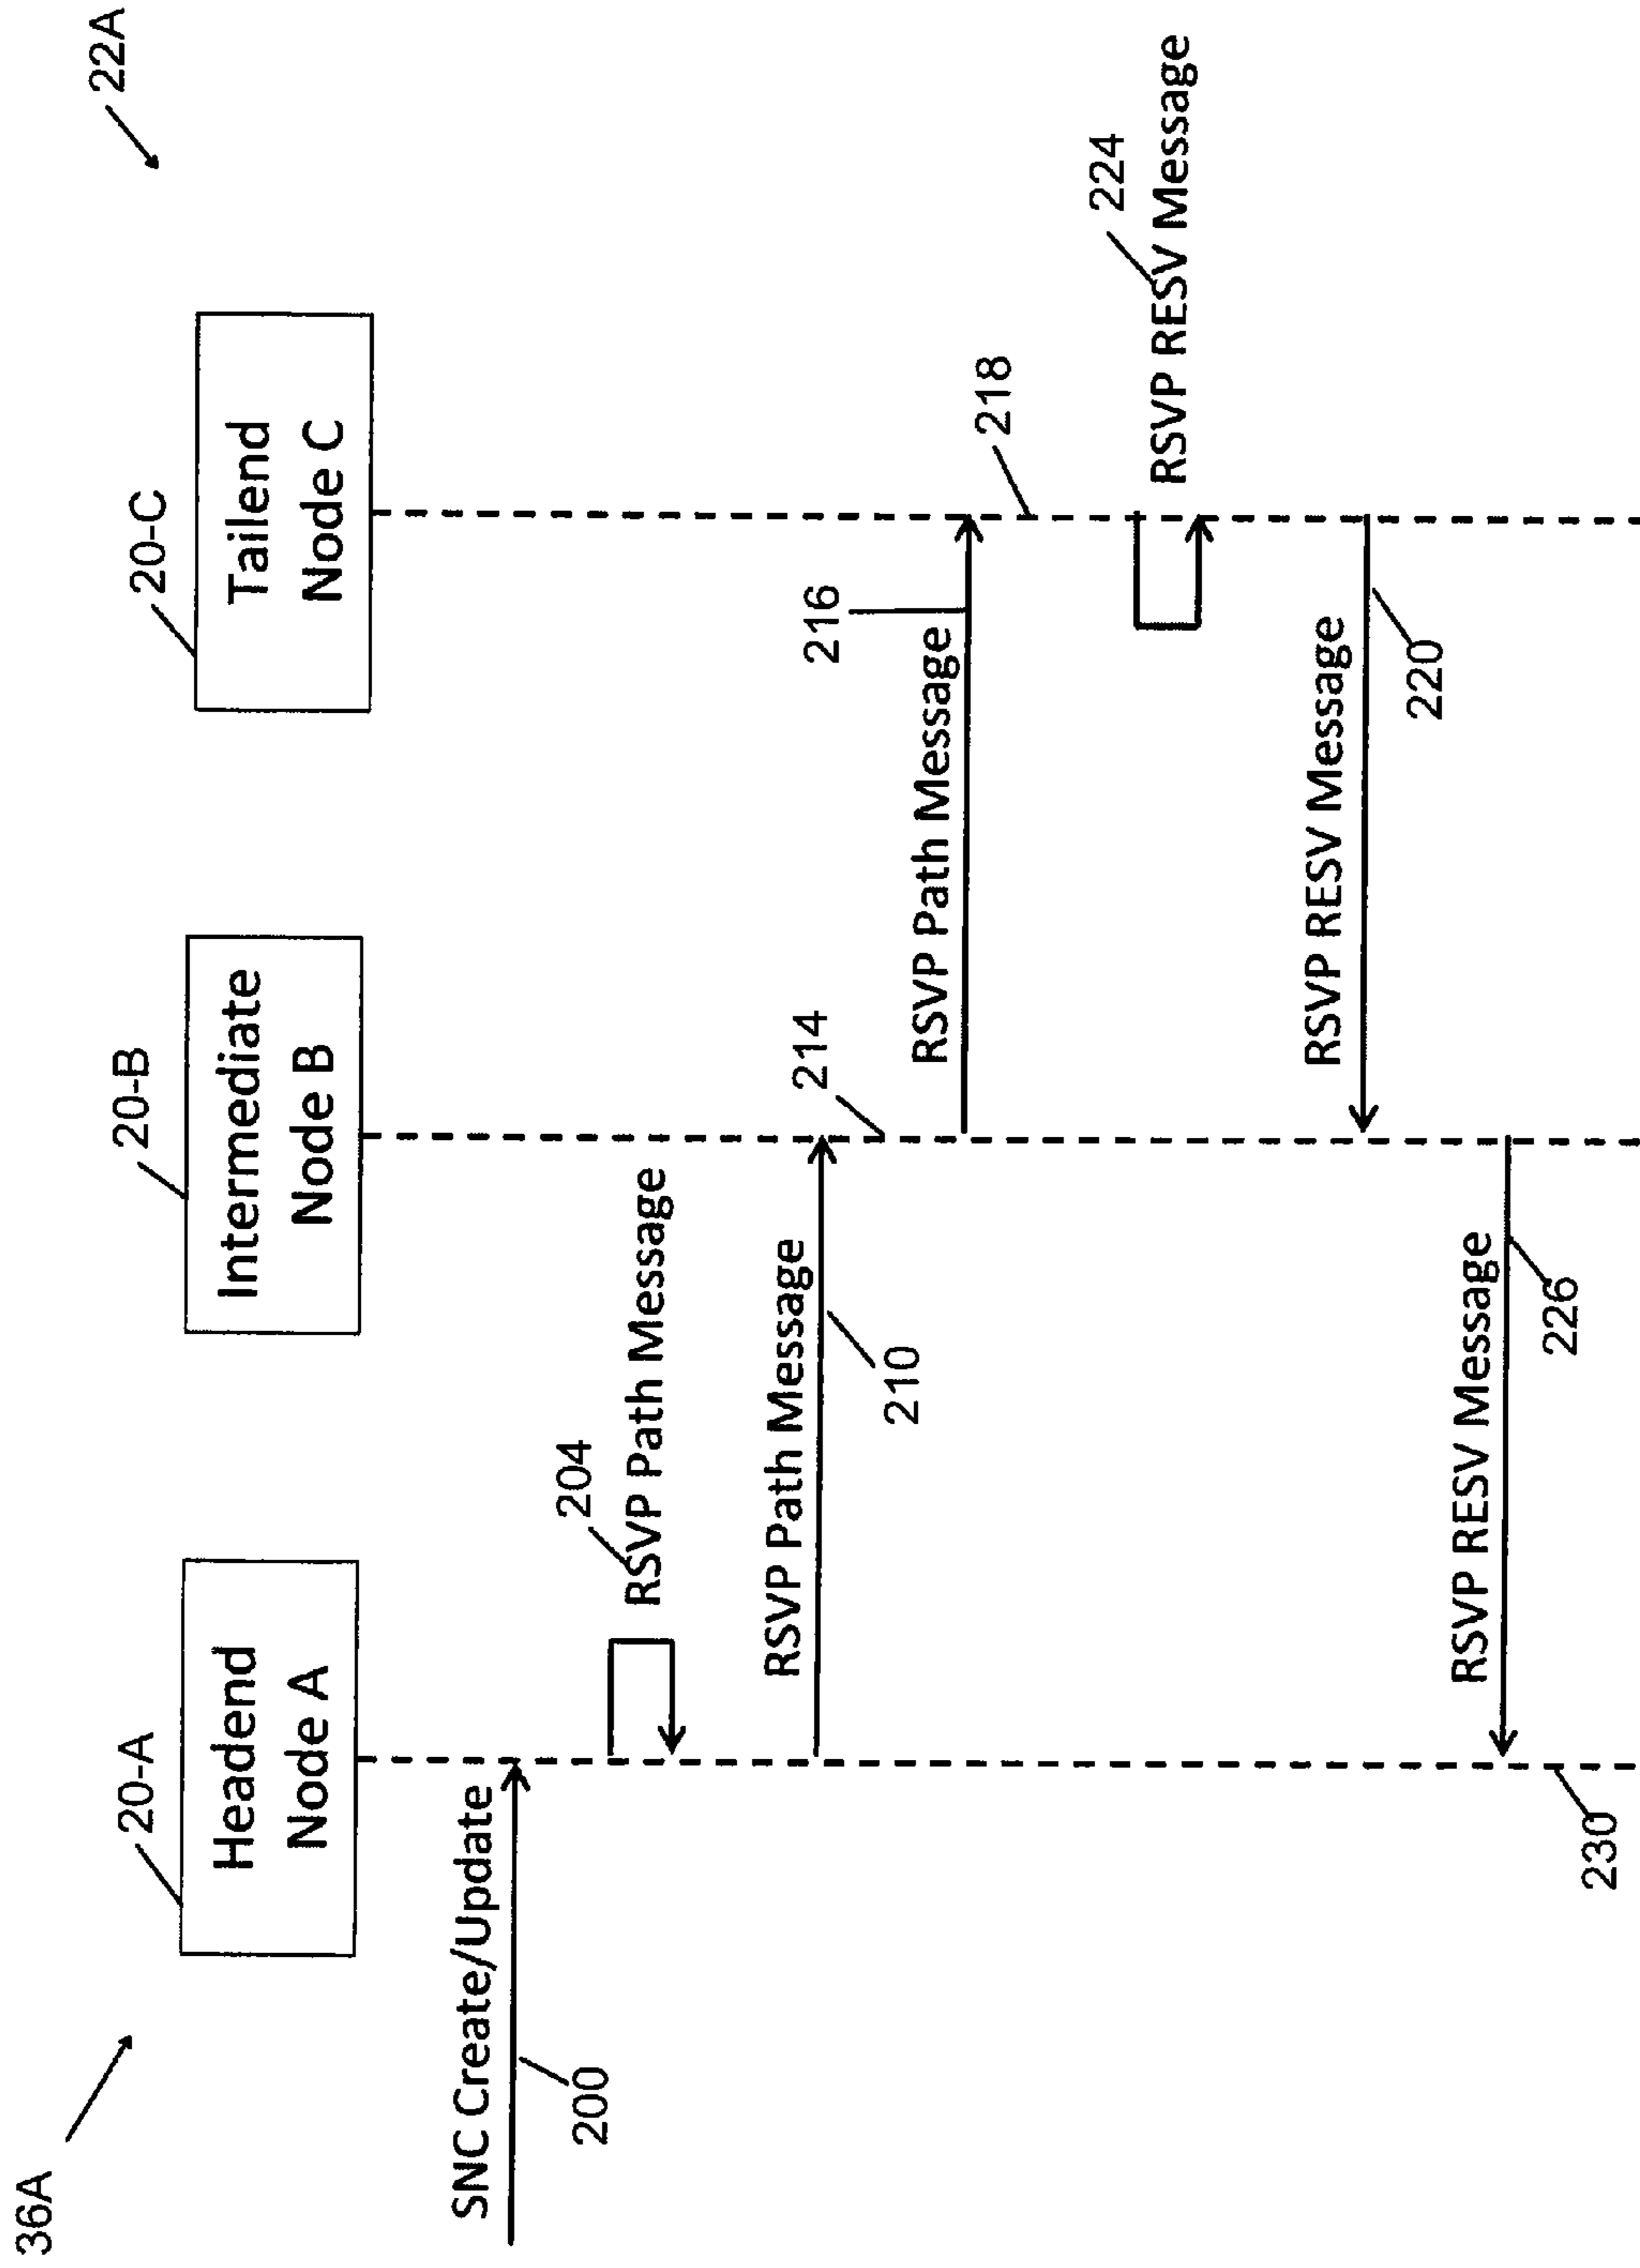 36A
22A
20-A
20-B
20-C
Headend
Node A
Intermediate
Node B
Tailend
Node C
SNC Create/Update
200
204
RSVP Path Message
RSVP Path Message
210
214
RSVP Path Message
216
218
224
RSVP RESV Message
RSVP RESV Message
220
RSVP RESV Message
226
230